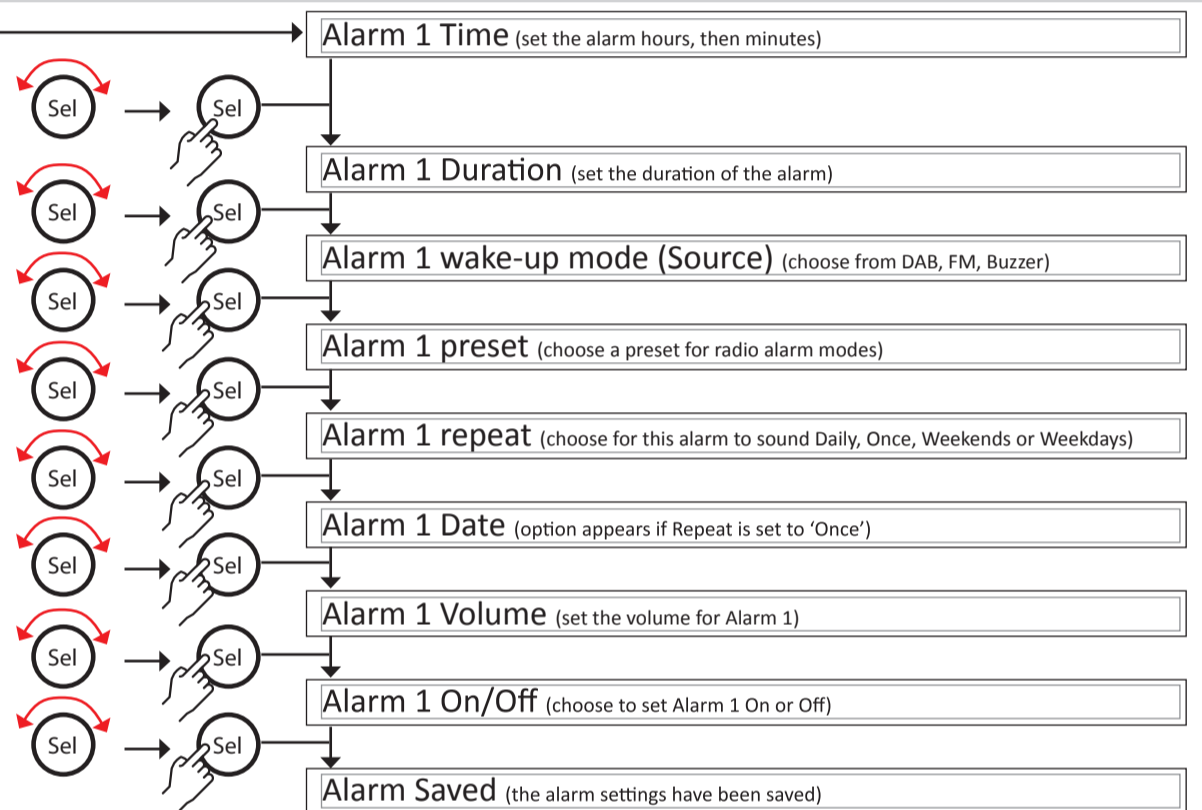 Alarm 1 Time (set the alarm hours, then minutes)
Sel Sel
Alarm 1 Duration (set the duration of the alarm)
Sel Sel
Alarm 1 wake-up mode (Source) (choose from DAB, FM, Buzzer)
Sel Sel
Alarm 1 preset (choose a preset for radio alarm modes)
Sel Sel
Alarm 1 repeat (choose for this alarm to sound Daily, Once, Weekends or Weekdays)
Sel Sel
Alarm 1 Date (option appears if Repeat is set to ‘Once’)
Sel Sel
Alarm 1 Volume (set the volume for Alarm 1)
Sel Sel
Alarm 1 On/Off (choose to set Alarm 1 On or Off)
Sel Sel
Alarm Saved (the alarm settings have been saved)